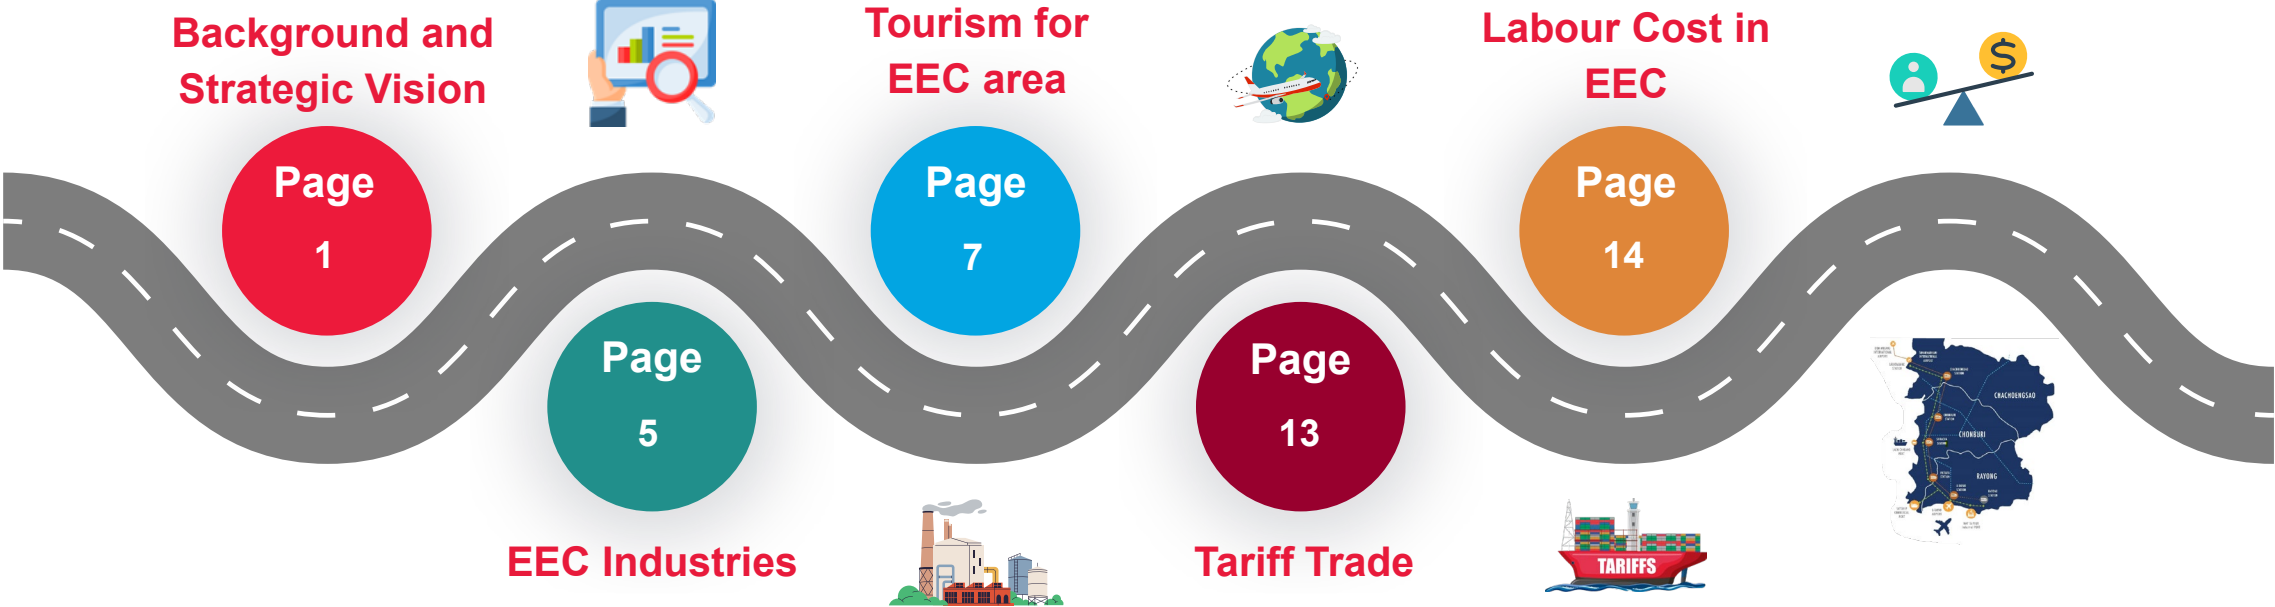 Background and
Strategic Vision
Page
1
Page
5
EEC Industries
Tourism for
EEC area
Page
7
Page
13
Tariff Trade
Labour Cost in
EEC
Page
14
TARIFFS
CHACHOENGSAO
CHONBURI
RAYONG